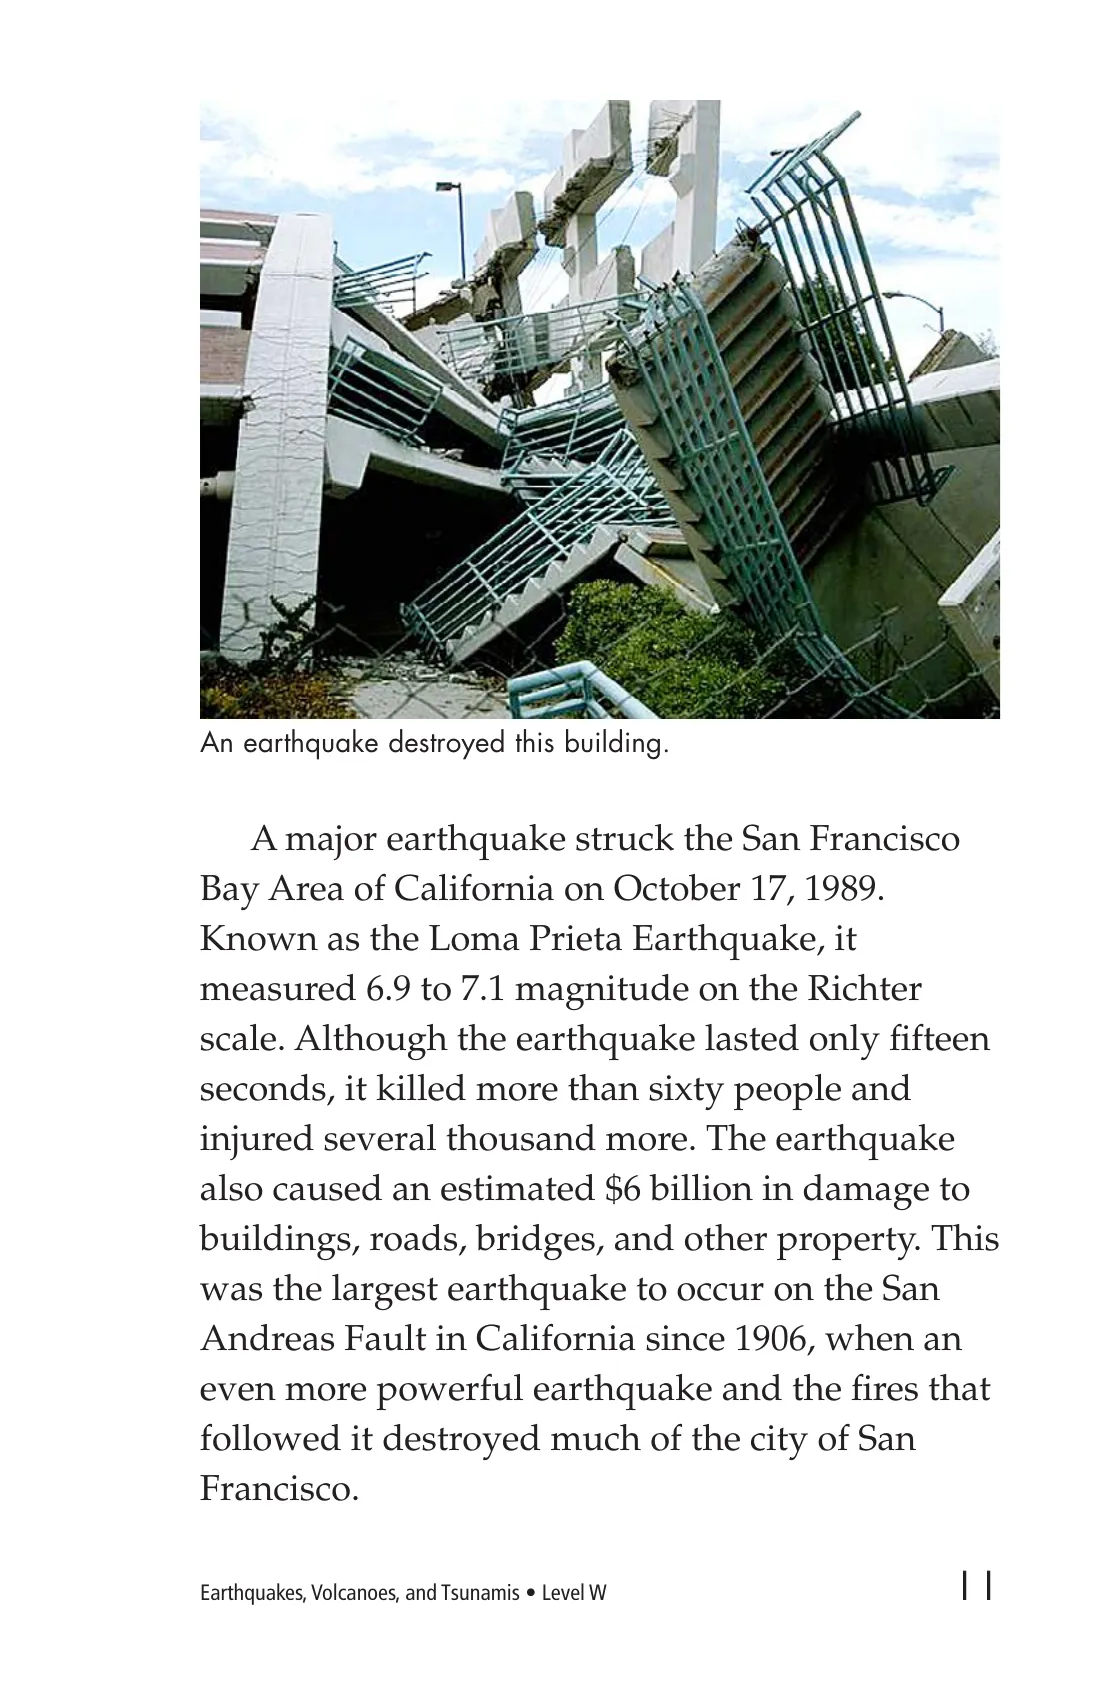 An earthquake destroyed this building.
A major earthquake struck the San Francisco
Bay Area of California on October 17, 1989.
Known as the Loma Prieta Earthquake, it
measured 6.9 to 7.1 magnitude on the Richter
scale. Although the earthquake lasted only fifteen
seconds, it killed more than sixty people and
injured several thousand more. The earthquake
also caused an estimated $6 billion in damage to
buildings, roads, bridges, and other property. This
was the largest earthquake to occur on the San
Andreas Fault in California since 1906, when an
even more powerful earthquake and the fires that
followed it destroyed much of the city of San
Francisco.
Earthquakes, Volcanoes, and Tsunamis • Level W
11